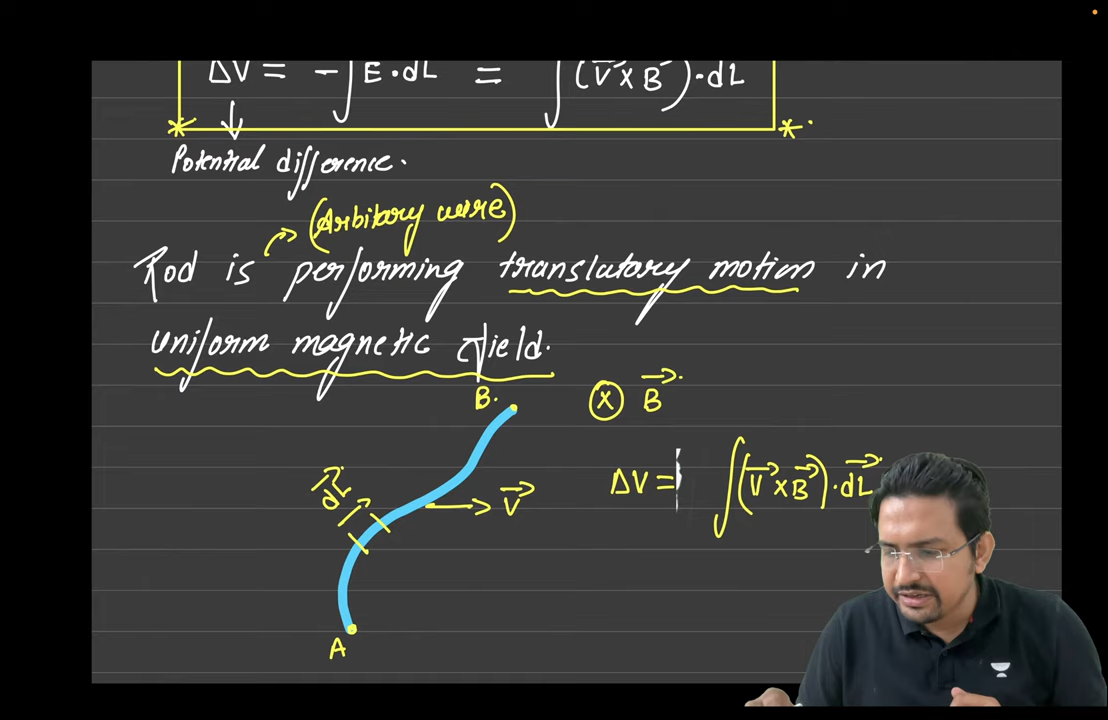 ΔV = -∫E·dL = ∫(V×B)·dL
Potential difference.
(Arbitary wire)
Rod is performing translatory motion in
uniform magnetic field.
B.
X B
dL
V
ΔV = ∫(V×B)·dL
A